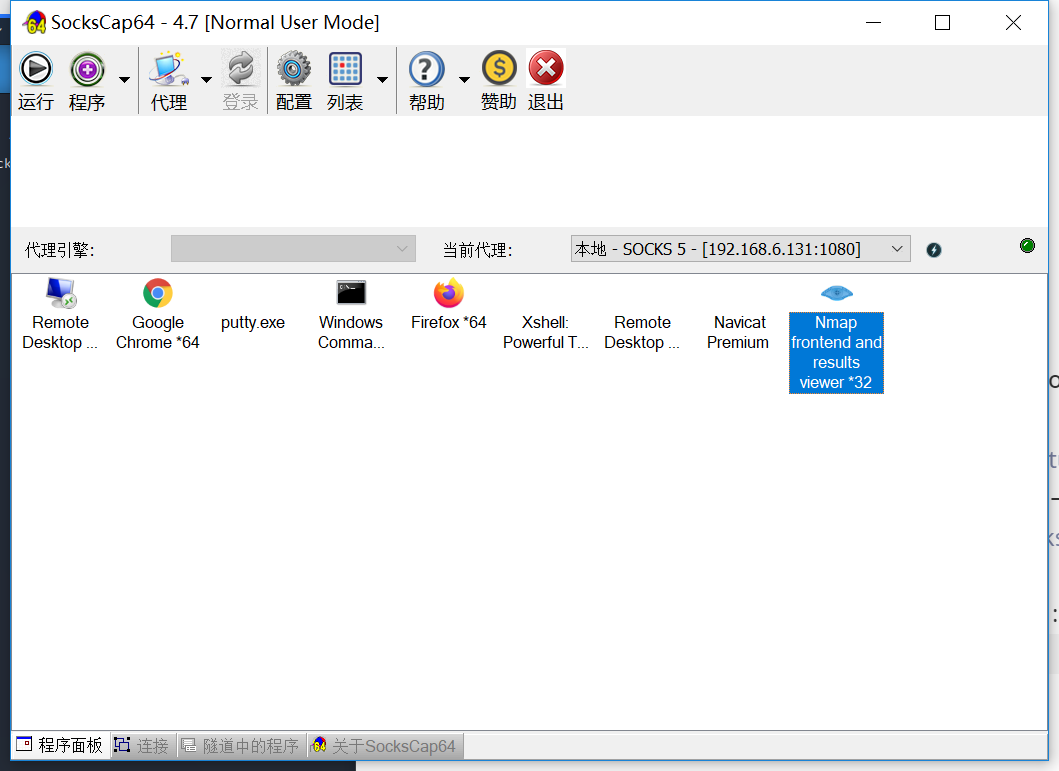 SocksCap64 - 4.7 [Normal User Mode]
运行 程序 代理 登录 配置 列表 帮助 赞助 退出
代理引擎: 当前代理: 本地 - SOCKS 5 - [192.168.6.131:1080]
Remote
Desktop ...
Google
Chrome *64
putty.exe
Windows
Comma...
Firefox *64
Xshell:
Powerful T...
Remote
Desktop ...
Navicat
Premium
Nmap
frontend and
results
viewer *32
程序面板 连接 隧道中的程序 关于SocksCap64